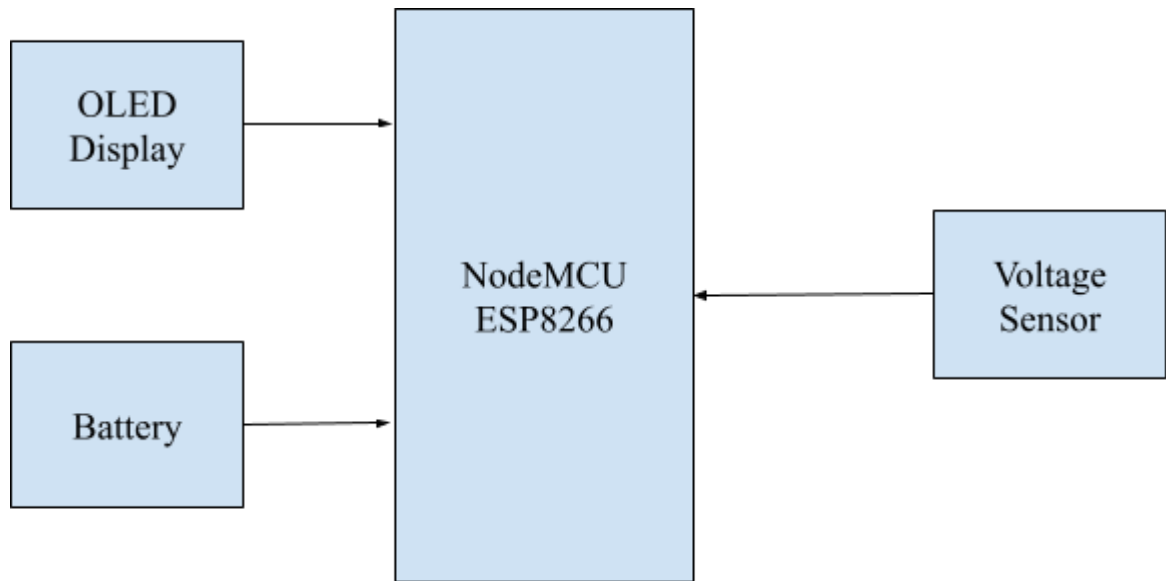 OLED
Display
NodeMCU
ESP8266
Voltage
Sensor
Battery